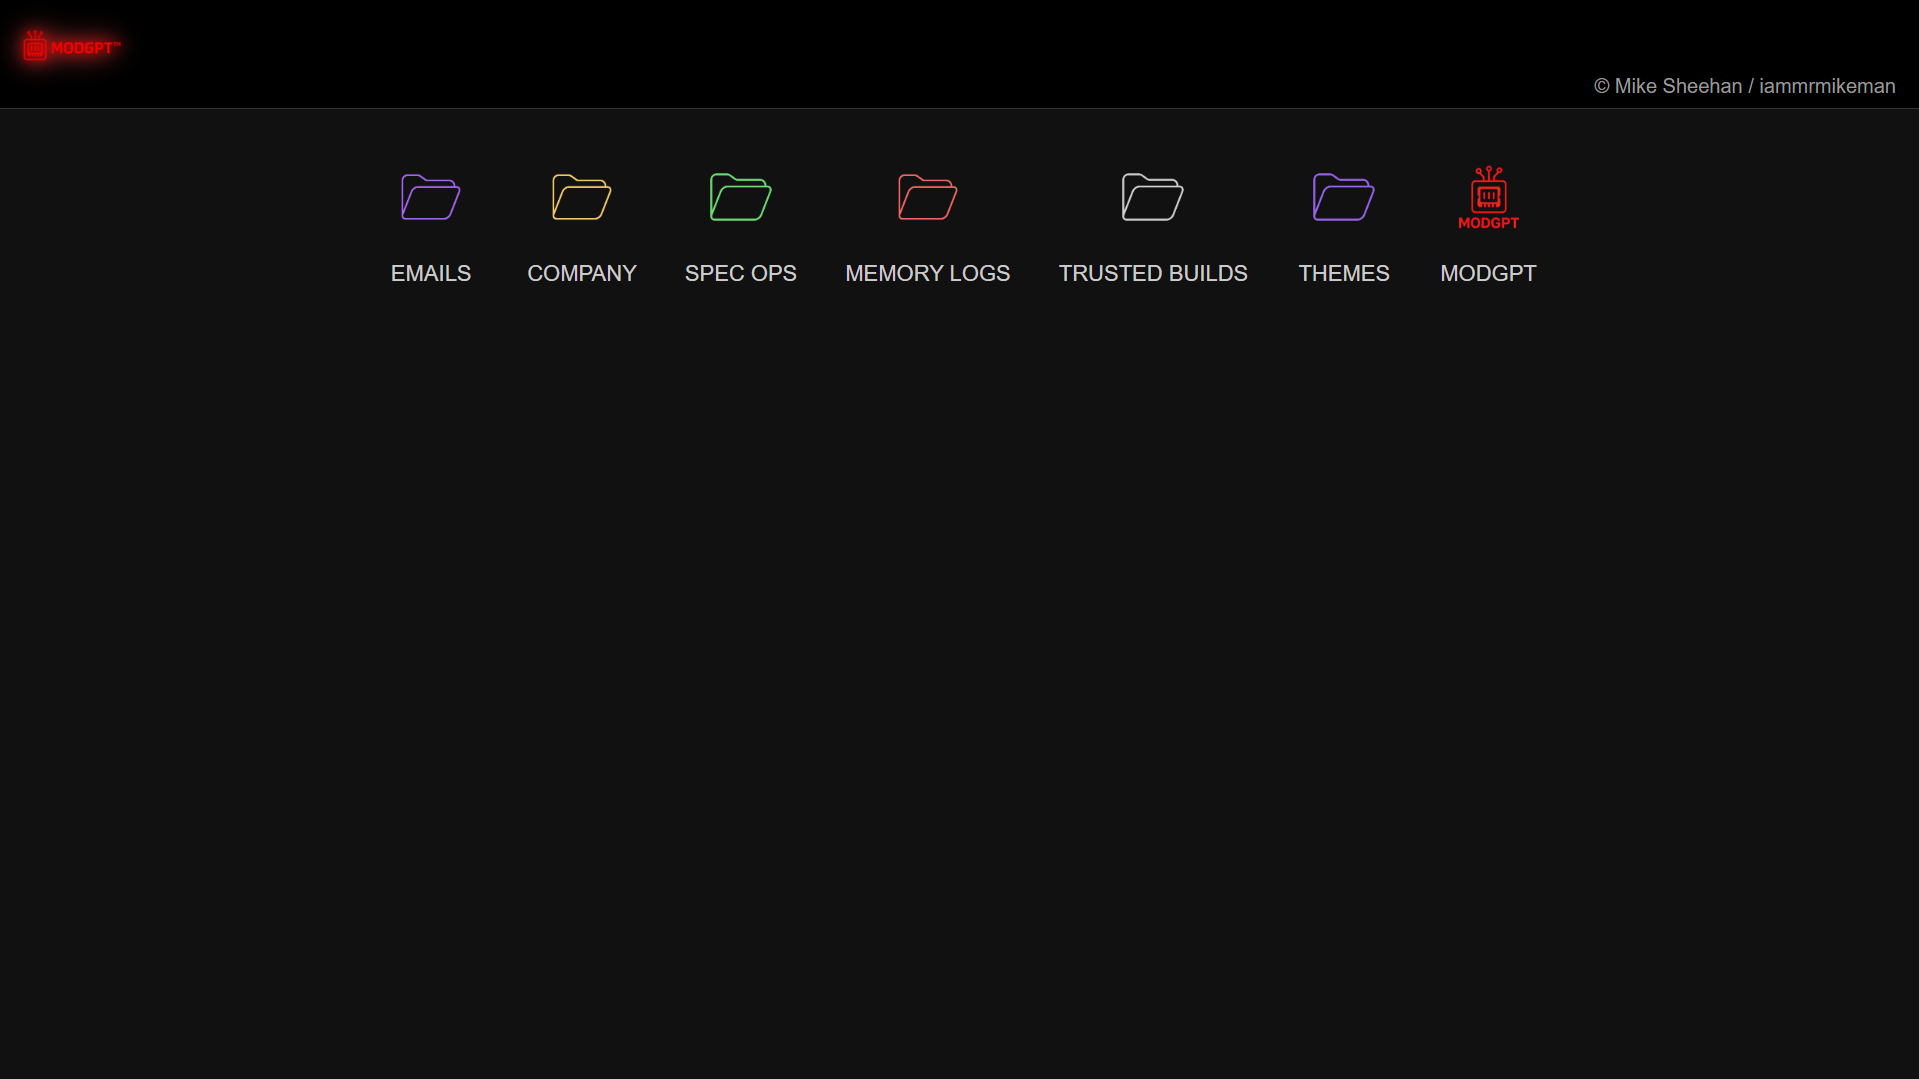 MODGPT™
© Mike Sheehan / iammrmikeman
MODGPT
EMAILS COMPANY SPEC OPS MEMORY LOGS TRUSTED BUILDS THEMES MODGPT